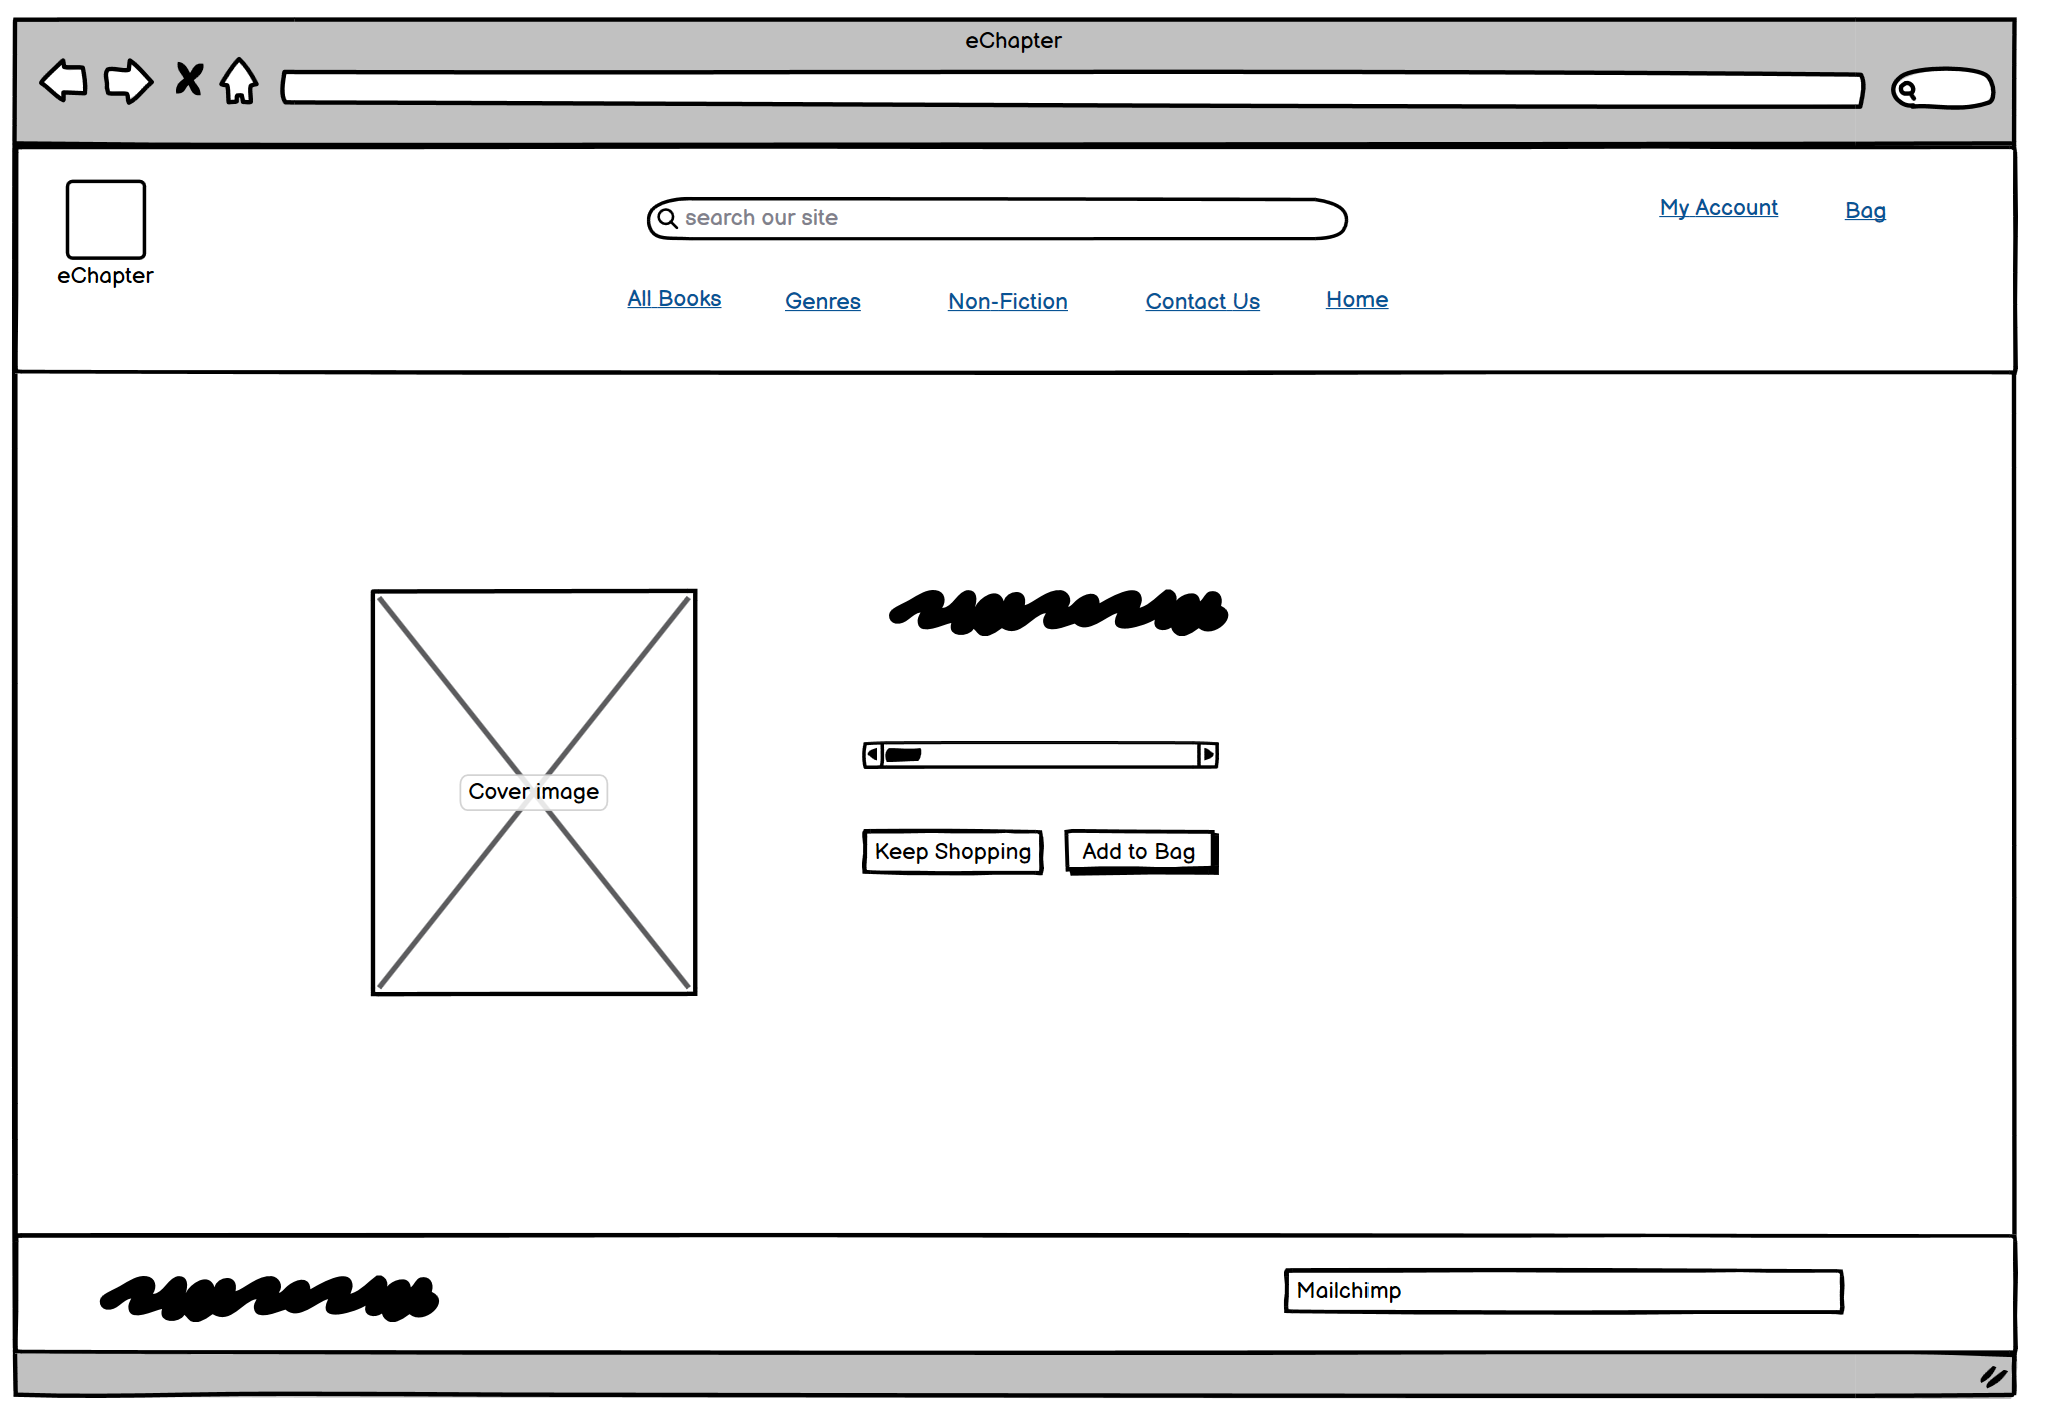 eChapter
search our site
My Account
Bag
eChapter
All Books
Genres
Non-Fiction
Contact Us
Home
Cover image
Keep Shopping
Add to Bag
Mailchimp